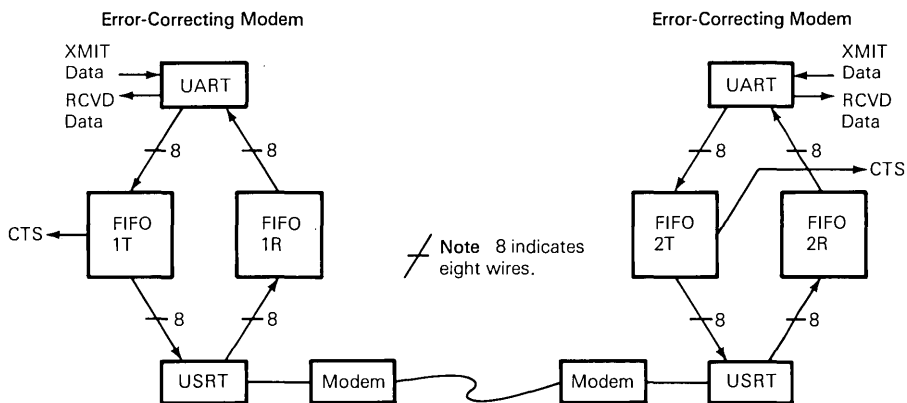 Error-Correcting Modem
XMIT
Data
RCVD
Data
UART
8
8
CTS
FIFO
1T
FIFO
1R
8
8
USRT
Modem
Note 8 indicates
eight wires.
Error-Correcting Modem
UART
XMIT
Data
RCVD
Data
8
8
CTS
FIFO
2T
FIFO
2R
8
8
Modem
USRT